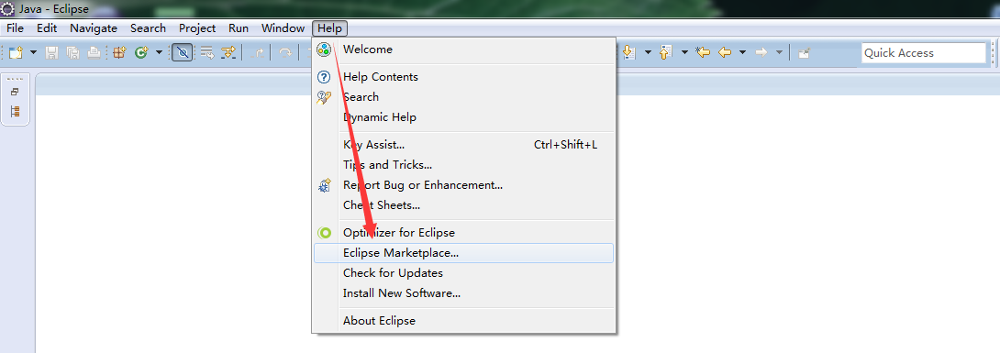 Java - Eclipse
File Edit Navigate Search Project Run Window Help
Quick Access
Welcome
Help Contents
Search
Dynamic Help
Key Assist... Ctrl+Shift+L
Tips and Tricks...
Report Bug or Enhancement...
Cheat Sheets...
Optimizer for Eclipse
Eclipse Marketplace...
Check for Updates
Install New Software...
About Eclipse